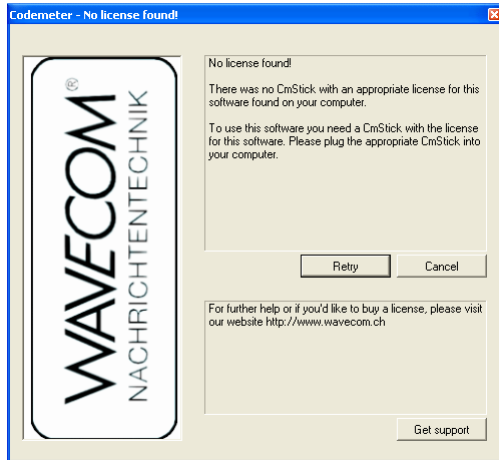 Codemeter - No license found!
WAVECOM®
NACHRICHTENTECHNIK
No license found!
There was no CmStick with an appropriate license for this
software found on your computer.
To use this software you need a CmStick with the license
for this software. Please plug the appropriate CmStick into
your computer.
Retry
Cancel
For further help or if you'd like to buy a license, please visit
our website http://www.wavecom.ch
Get support